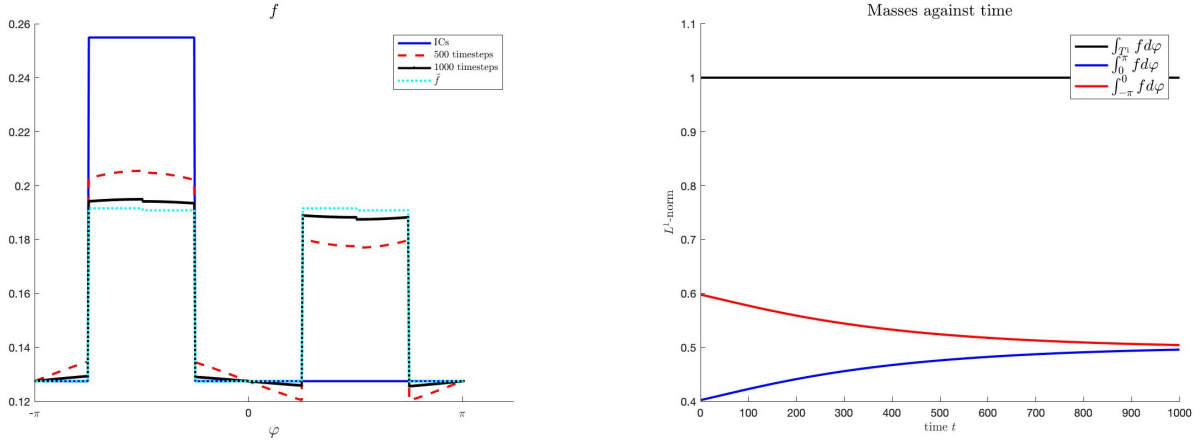 f
0.26
0.24
0.22
0.2
0.18
0.16
0.14
0.12
-π
0
π
φ
ICs
500 timesteps
1000 timesteps
f̂
Masses against time
1.1
1
0.9
0.8
0.7
0.6
0.5
0.4
L¹-norm
0 100 200 300 400 500 600 700 800 900 1000
time t
∫_{T¹} fdφ
∫_0^π fdφ
∫_{-π}^0 fdφ